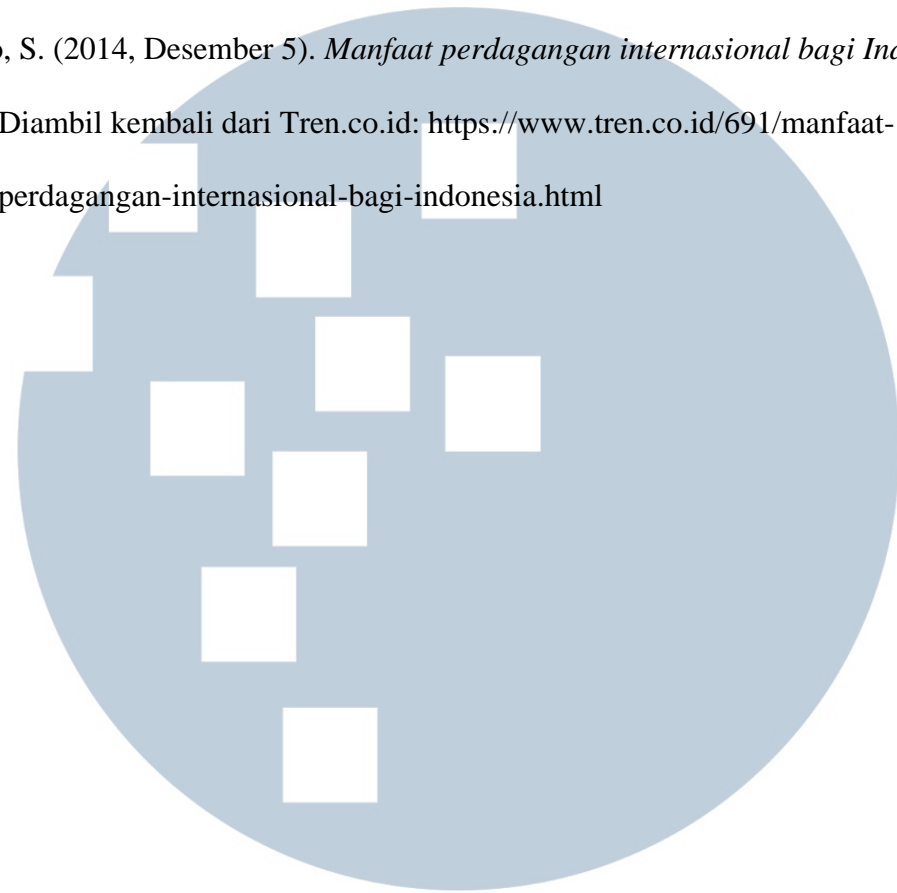 , S. (2014, Desember 5). Manfaat perdagangan internasional bagi
Diambil kembali dari Tren.co.id: https://www.tren.co.id/691/manfaat-
perdagangan-internasional-bagi-indonesia.html